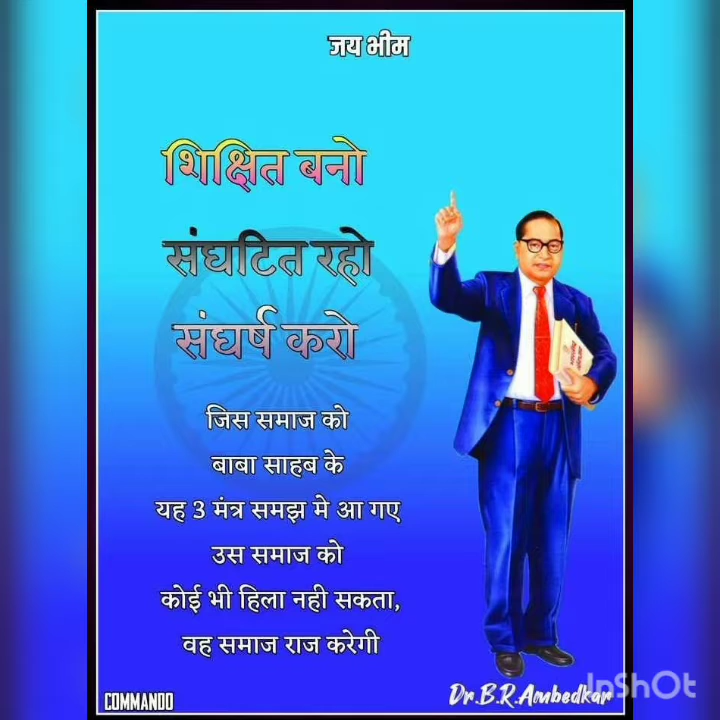 जय भीम
शिक्षित बनो
संघटित रहो
संघर्ष करो
जिस समाज को
बाबा साहब के
यह 3 मंत्र समझ मे आ गए
उस समाज को
कोई भी हिला नही सकता,
वह समाज राज करेगी
COMMANDO
Dr.B.R.Ambedkar
InShOt